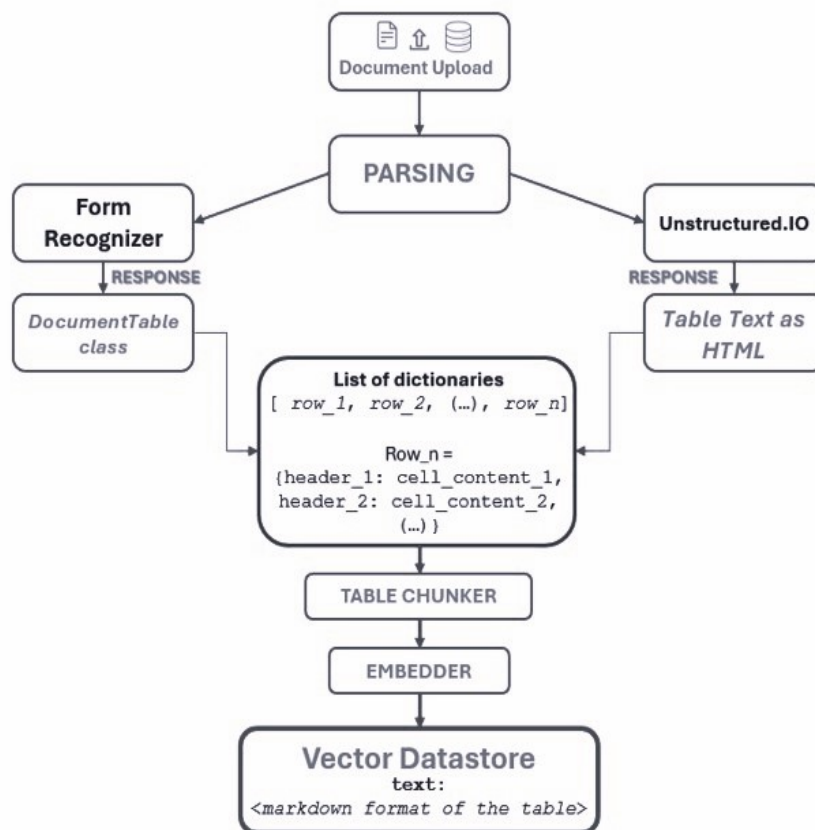 Document Upload
PARSING
Form
Recognizer
Unstructured.IO
RESPONSE
RESPONSE
DocumentTable
class
Table Text as
HTML
List of dictionaries
[ row_1, row_2, (…), row_n]
Row_n =
{header_1: cell_content_1,
header_2: cell_content_2,
(…)}
TABLE CHUNKER
EMBEDDER
Vector Datastore
text:
<markdown format of the table>